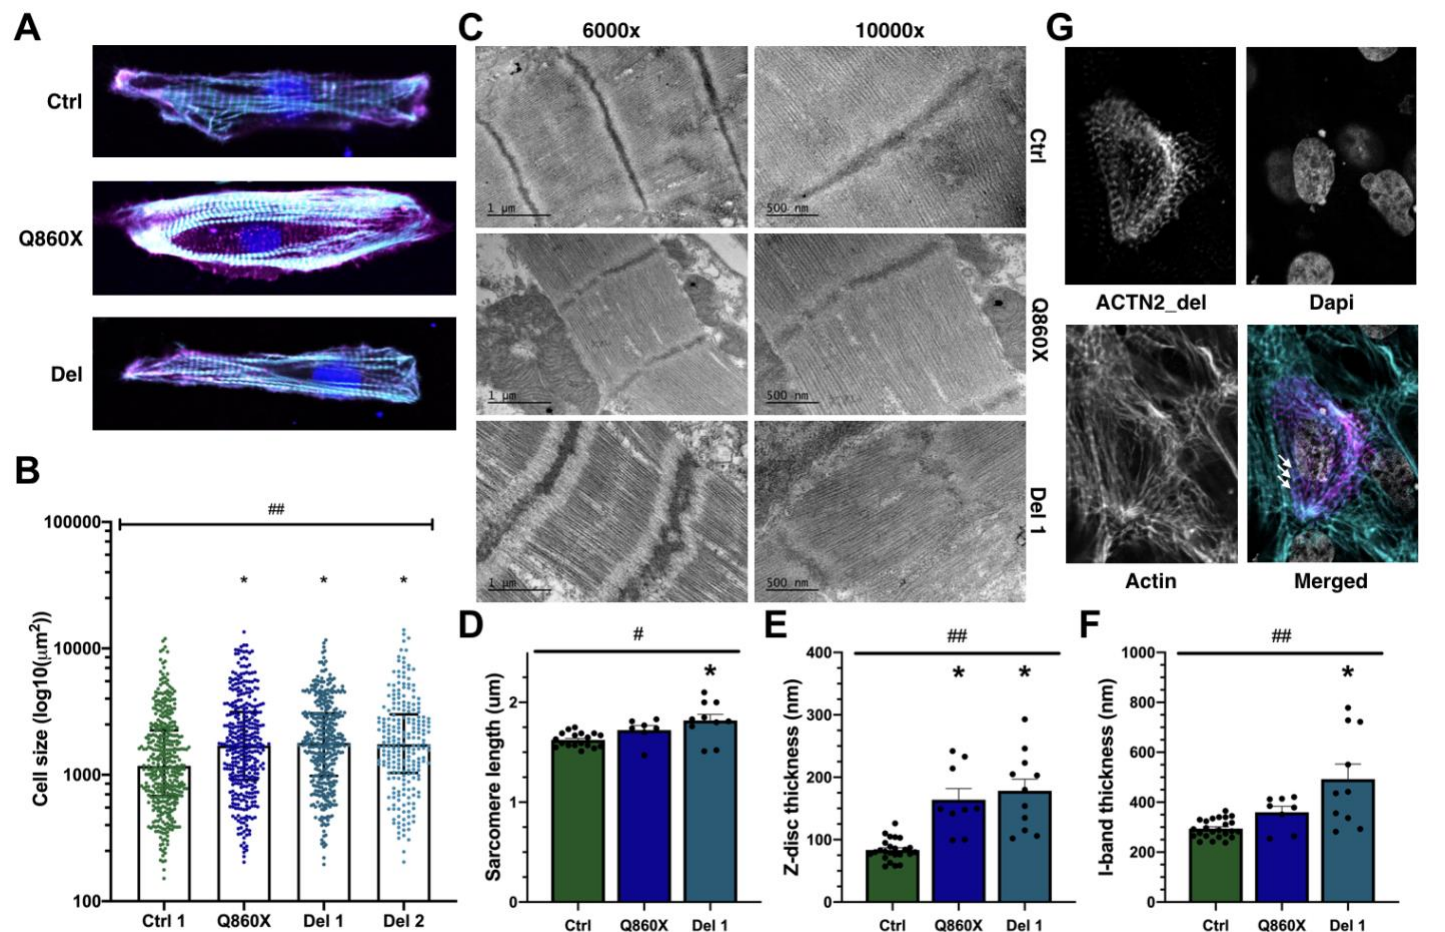 A
Ctrl
Q860X
Del
B
##
*
*
*
Cell size (log10(µm²))
100000
10000
1000
100
Ctrl 1
Q860X
Del 1
Del 2
C
6000x
10000x
1 µm
500 nm
Ctrl
1 µm
500 nm
Q860X
1 µm
500 nm
Del 1
D
#
*
Sarcomere length (um)
2
1
0
Ctrl
Q860X
Del 1
E
##
*
*
Z-disc thickness (nm)
400
300
200
100
0
Ctrl
Q860X
Del 1
F
##
*
I-band thickness (nm)
1000
800
600
400
200
0
Ctrl
Q860X
Del 1
G
ACTN2_del
Dapi
Actin
Merged